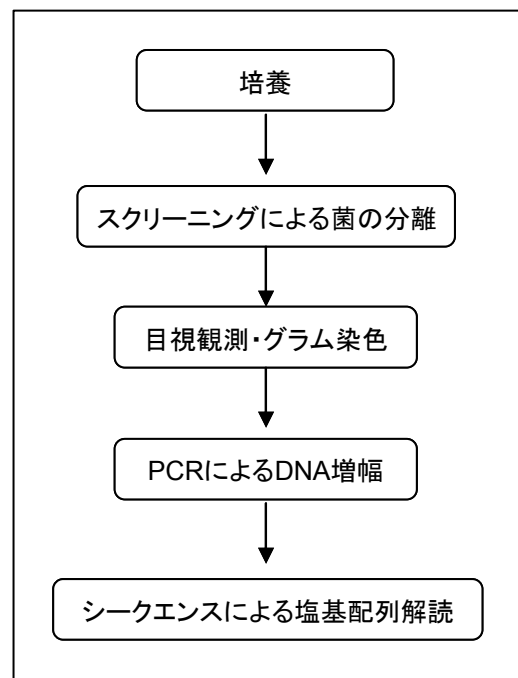 培養
スクリーニングによる菌の分離
目視観測・グラム染色
PCRによるDNA増幅
シークエンスによる塩基配列解読